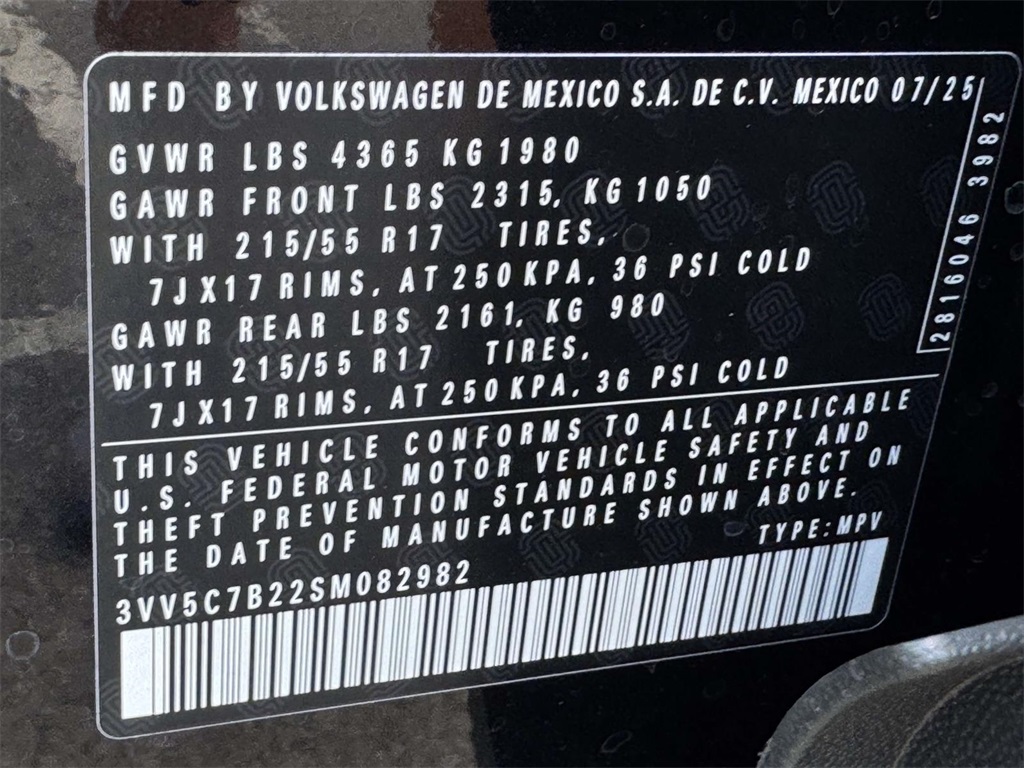 MFD BY VOLKSWAGEN DE MEXICO S.A. DE C.V. MEXICO 07/25
GVWR LBS 4365 KG 1980
GAWR FRONT LBS 2315, KG 1050
WITH 215/55 R17 TIRES,
7JX17 RIMS, AT 250 KPA, 36 PSI COLD
GAWR REAR LBS 2161, KG 980
WITH 215/55 R17 TIRES,
7JX17 RIMS, AT 250 KPA, 36 PSI COLD
2816046 3982
THIS VEHICLE CONFORMS TO ALL APPLICABLE
U.S. FEDERAL MOTOR VEHICLE SAFETY AND
THEFT PREVENTION STANDARDS IN EFFECT ON
THE DATE OF MANUFACTURE SHOWN ABOVE.
TYPE: MPV
3VV5C7B22SM082982